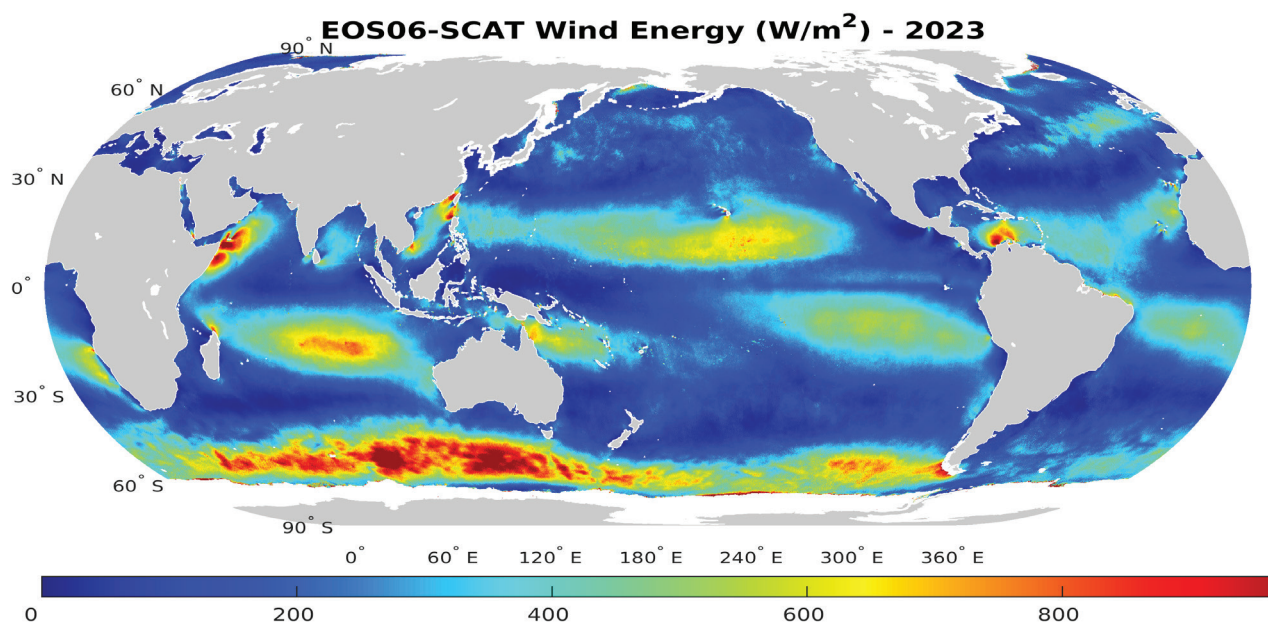 EOS06-SCAT Wind Energy (W/m²) - 2023
90° N
60° N
30° N
0°
30° S
60° S
90° S
0° 60° E 120° E 180° E 240° E 300° E 360° E
0 200 400 600 800